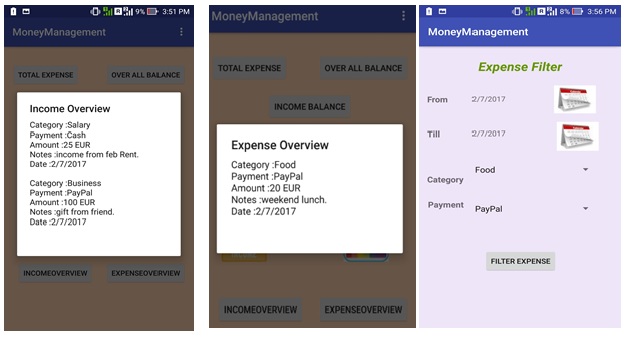 9% 3:51 PM
MoneyManagement
TOTAL EXPENSE
OVER ALL BALANCE
Income Overview
Category :Salary
Payment :Cash
Amount :25 EUR
Notes :income from feb Rent.
Date :2/7/2017
Category :Business
Payment :PayPal
Amount :100 EUR
Notes :gift from friend.
Date :2/7/2017
INCOMEOVERVIEW
EXPENSEOVERVIEW
MoneyManagement
TOTAL EXPENSE
OVER ALL BALANCE
INCOME BALANCE
Expense Overview
Category :Food
Payment :PayPal
Amount :20 EUR
Notes :weekend lunch.
Date :2/7/2017
INCOMEOVERVIEW
EXPENSEOVERVIEW
8% 3:56 PM
MoneyManagement
Expense Filter
From 2/7/2017
Till 2/7/2017
Category Food
Payment PayPal
FILTER EXPENSE